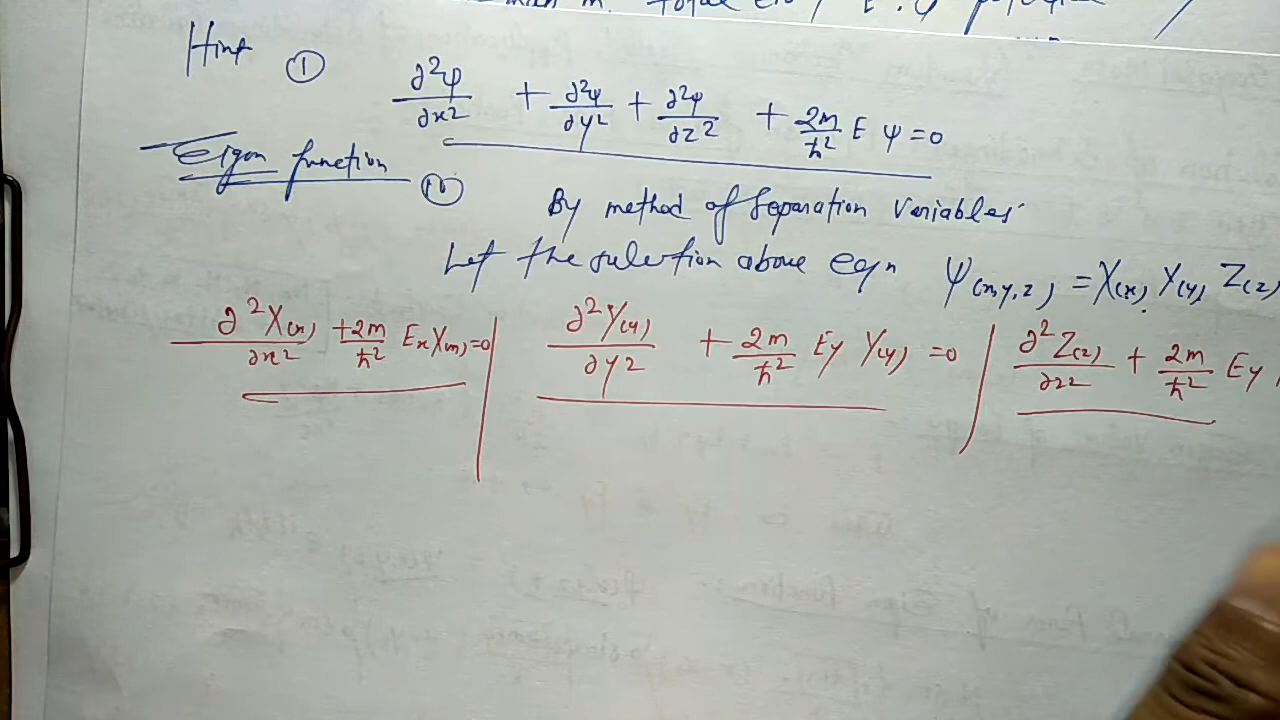 with m. Total E
Hint ① ∂²ψ/∂x² + ∂²ψ/∂y² + ∂²ψ/∂z² + 2m/ħ² E ψ = 0
Eigen function
By method of Separation Variables
Let the solution above eqn ψ(x,y,z) = X(x) Y(y) Z(z)
∂²X(x)/∂x² + 2m/ħ² Ex X(x) = 0 | ∂²Y(y)/∂y² + 2m/ħ² Ey Y(y) = 0 | ∂²Z(z)/∂z² + 2m/ħ² Ey